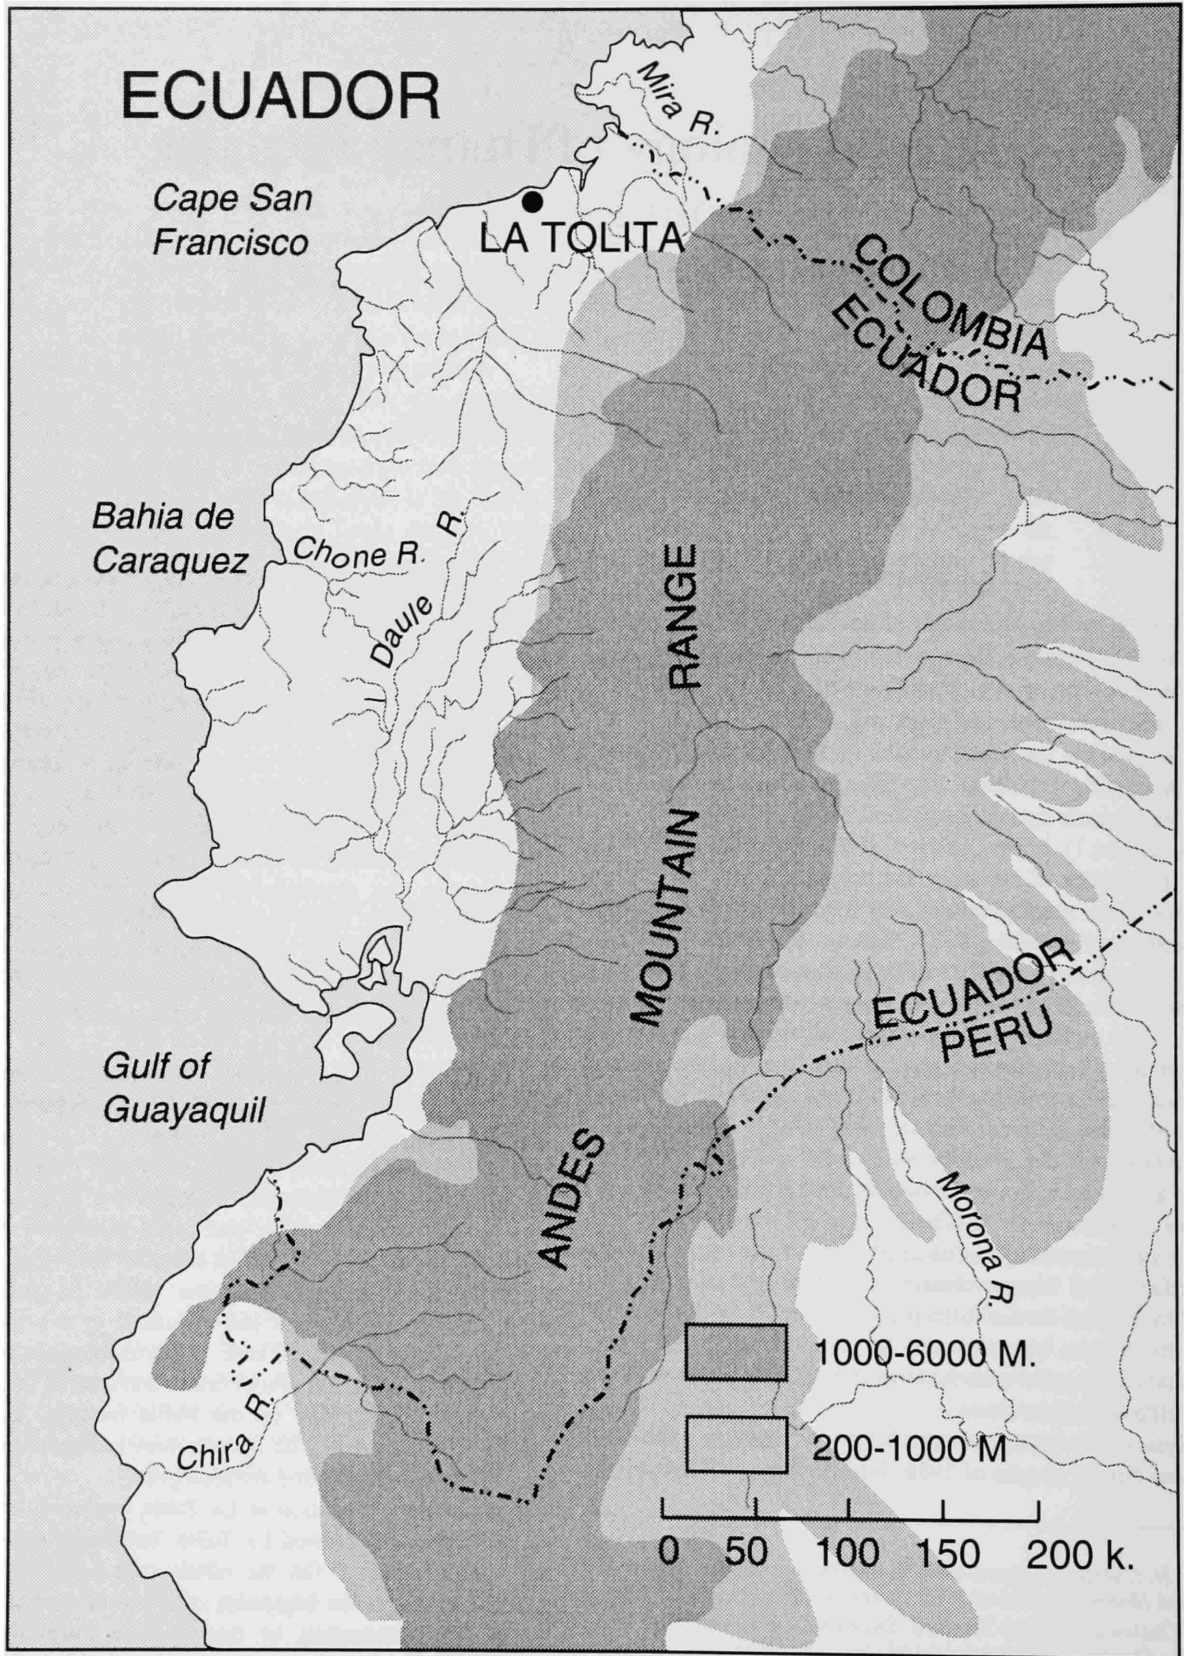 ECUADOR
Mira R.
Cape San
Francisco
LA TOLITA
COLOMBIA
ECUADOR
Bahia de
Caraquez
Chone R.
Daule R.
RANGE
MOUNTAIN
ANDES
ECUADOR
PERU
Gulf of
Guayaquil
Morona R.
Chira R.
1000-6000 M.
200-1000 M
0 50 100 150 200 k.